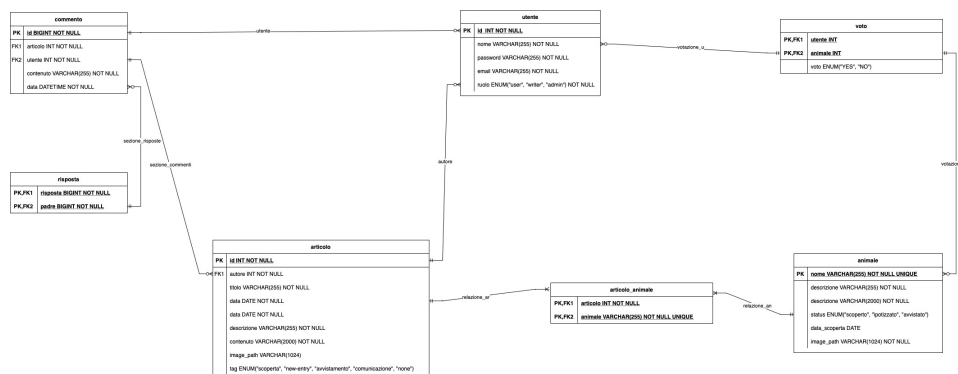 commento
PK id BIGINT NOT NULL
FK1 articolo INT NOT NULL
FK2 utente INT NOT NULL
contenuto VARCHAR(255) NOT NULL
data DATETIME NOT NULL
utente
utente
PK id INT NOT NULL
nome VARCHAR(255) NOT NULL
password VARCHAR(255) NOT NULL
email VARCHAR(255) NOT NULL
ruolo ENUM("user", "writer", "admin") NOT NULL
votazione_u
voto
PK,FK1 utente INT
PK,FK2 animale INT
voto ENUM("YES", "NO")
sezione_risposte
sezione_commenti
autore
votazion
risposta
PK,FK1 risposta BIGINT NOT NULL
PK,FK2 padre BIGINT NOT NULL
articolo
PK id INT NOT NULL
FK1 autore INT NOT NULL
titolo VARCHAR(255) NOT NULL
data DATE NOT NULL
data DATE NOT NULL
descrizione VARCHAR(255) NOT NULL
contenuto VARCHAR(2000) NOT NULL
image_path VARCHAR(1024)
tag ENUM("scoperta", "new-entry", "avvistamento", "comunicazione", "none")
relazione_ar
articolo_animale
PK,FK1 articolo INT NOT NULL
PK,FK2 animale VARCHAR(255) NOT NULL UNIQUE
relazione_an
animale
PK nome VARCHAR(255) NOT NULL UNIQUE
descrizione VARCHAR(255) NOT NULL
descrizione VARCHAR(2000) NOT NULL
status ENUM("scoperto", "ipotizzato", "avvistato")
data_scoperta DATE
image_path VARCHAR(1024) NOT NULL